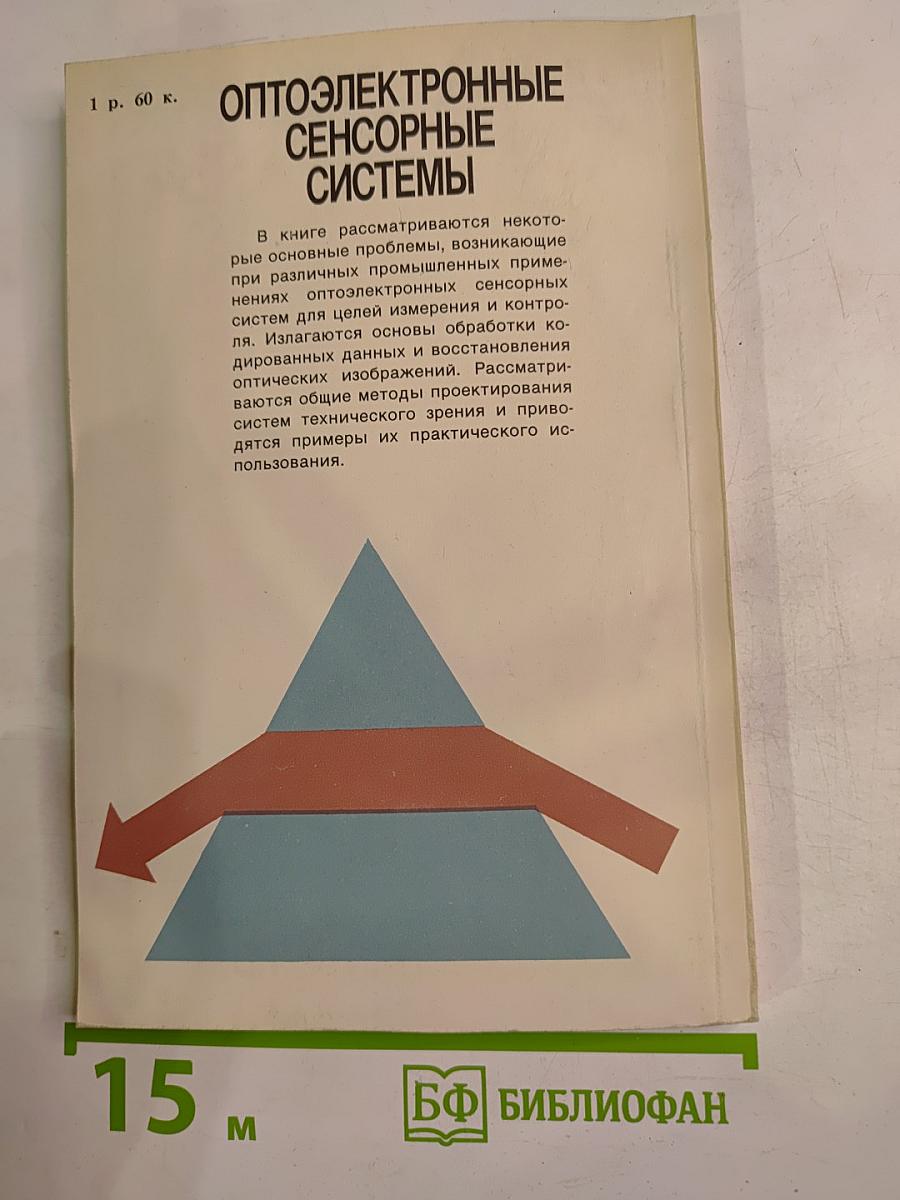 1 р. 60 к.
ОПТОЭЛЕКТРОННЫЕ
СЕНСОРНЫЕ
СИСТЕМЫ
В книге рассматриваются некото-
рые основные проблемы, возникающие
при различных промышленных приме-
нениях оптоэлектронных сенсорных
систем для целей измерения и контро-
ля. Излагаются основы обработки ко-
дированных данных и восстановления
оптических изображений. Рассматри-
ваются общие методы проектирования
систем технического зрения и приво-
дятся примеры их практического ис-
пользования.
15 м
БФ БИБЛИОФАН